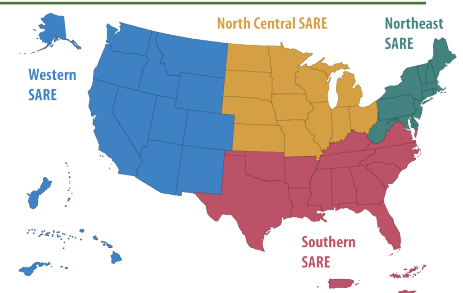 North Central SARE
Northeast
SARE
Western
SARE
Southern
SARE